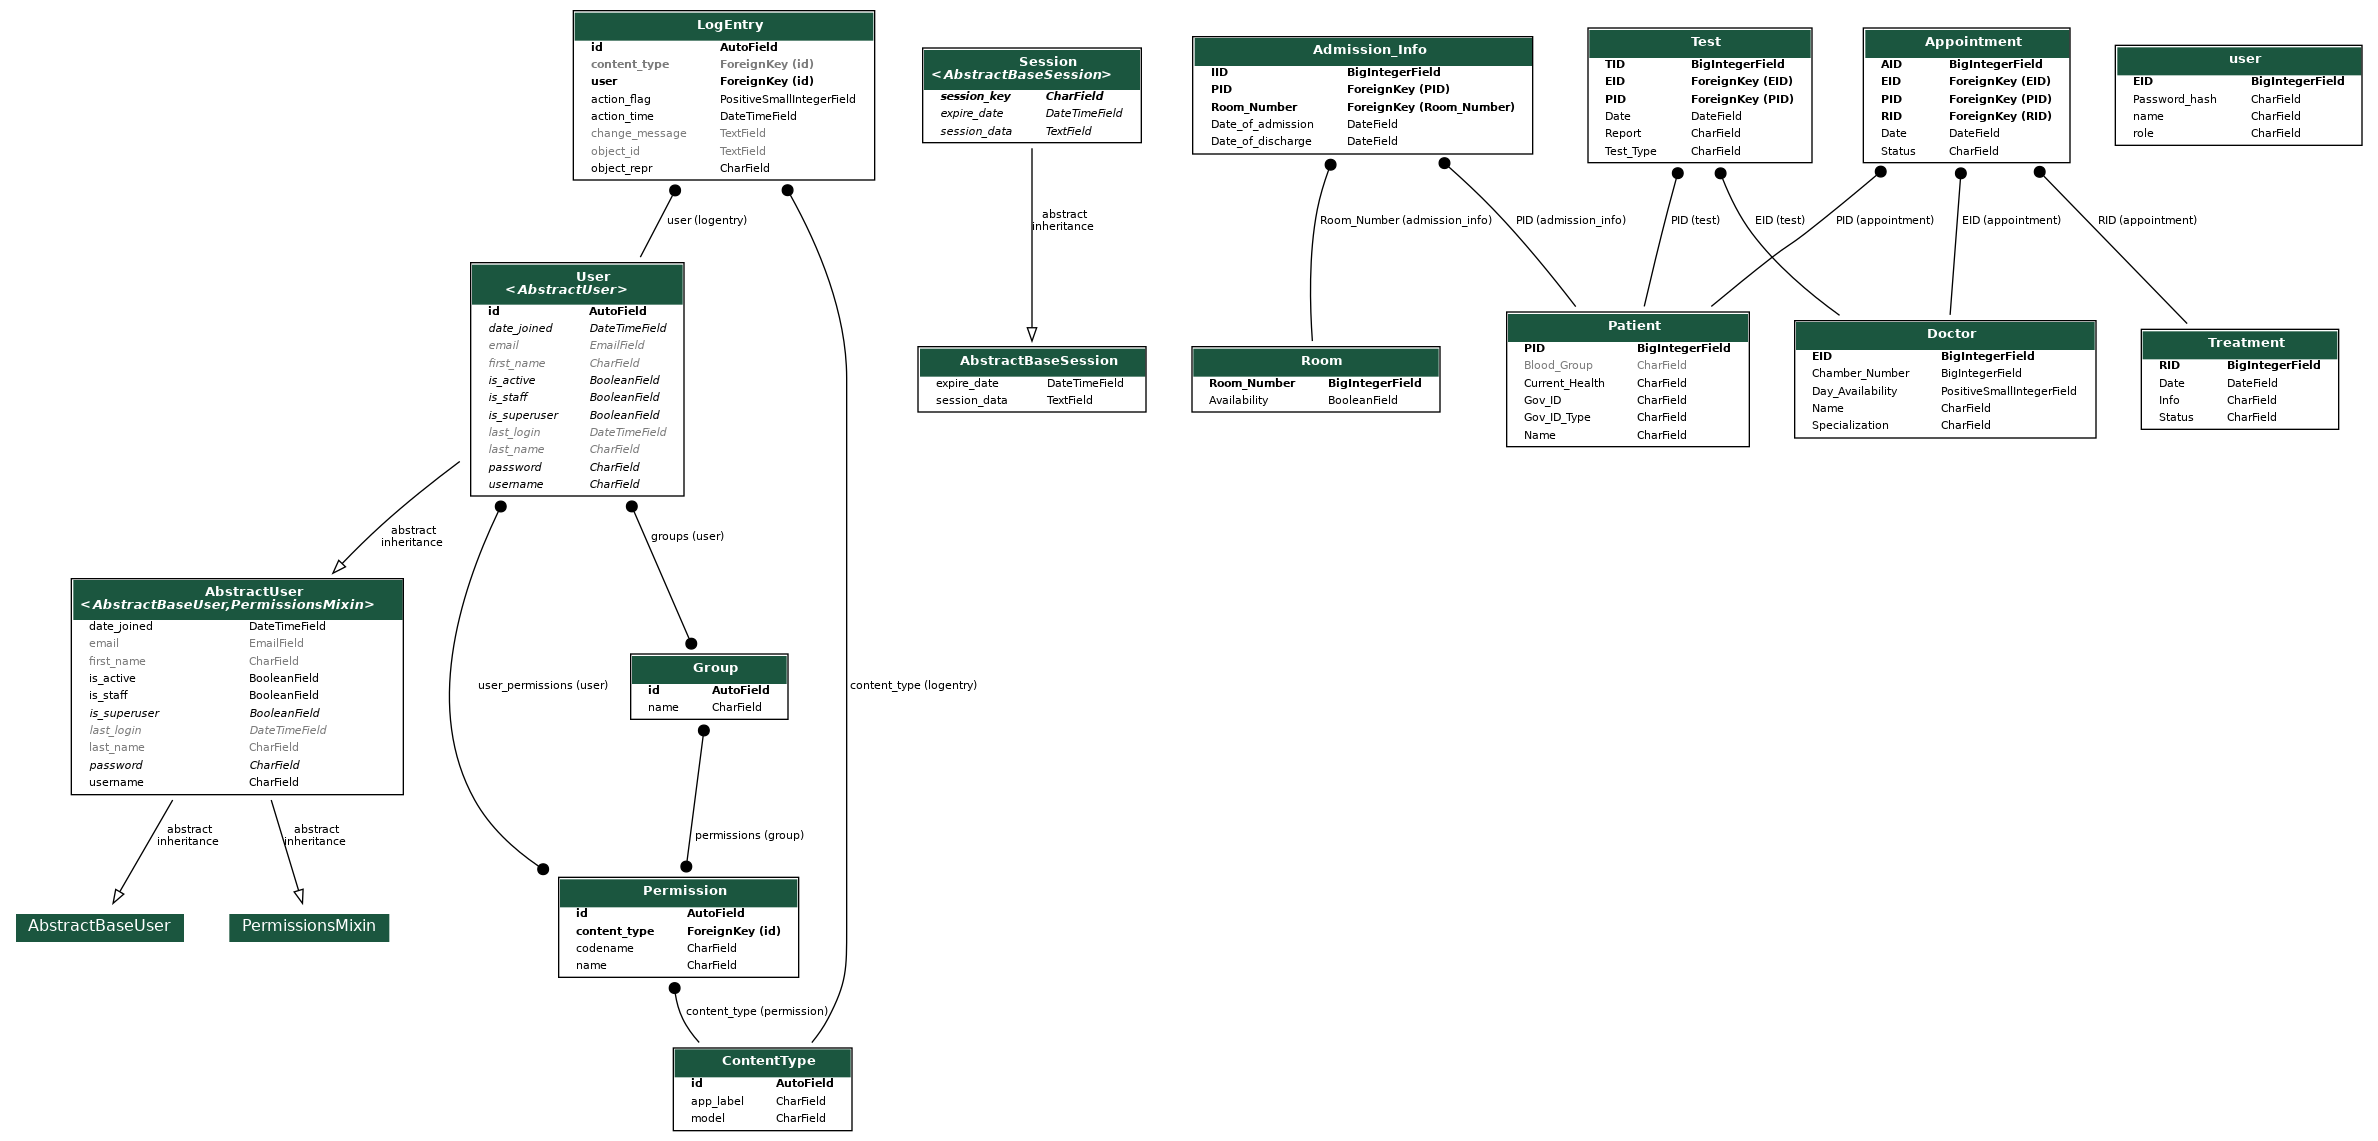 LogEntry
id AutoField
content_type ForeignKey (id)
user ForeignKey (id)
action_flag PositiveSmallIntegerField
action_time DateTimeField
change_message TextField
object_id TextField
object_repr CharField
Session
<AbstractBaseSession>
session_key CharField
expire_date DateTimeField
session_data TextField
Admission_Info
IID BigIntegerField
PID ForeignKey (PID)
Room_Number ForeignKey (Room_Number)
Date_of_admission DateField
Date_of_discharge DateField
Test
TID BigIntegerField
EID ForeignKey (EID)
PID ForeignKey (PID)
Date DateField
Report CharField
Test_Type CharField
Appointment
AID BigIntegerField
EID ForeignKey (EID)
PID ForeignKey (PID)
RID ForeignKey (RID)
Date DateField
Status CharField
user
EID BigIntegerField
Password_hash CharField
name CharField
role CharField
user (logentry)
abstract
inheritance
Room_Number (admission_info)
PID (admission_info)
PID (test)
EID (test)
PID (appointment)
EID (appointment)
RID (appointment)
User
<AbstractUser>
id AutoField
date_joined DateTimeField
email EmailField
first_name CharField
is_active BooleanField
is_staff BooleanField
is_superuser BooleanField
last_login DateTimeField
last_name CharField
password CharField
username CharField
AbstractBaseSession
expire_date DateTimeField
session_data TextField
Room
Room_Number BigIntegerField
Availability BooleanField
Patient
PID BigIntegerField
Blood_Group CharField
Current_Health CharField
Gov_ID CharField
Gov_ID_Type CharField
Name CharField
Doctor
EID BigIntegerField
Chamber_Number BigIntegerField
Day_Availability PositiveSmallIntegerField
Name CharField
Specialization CharField
Treatment
RID BigIntegerField
Date DateField
Info CharField
Status CharField
abstract
inheritance
groups (user)
AbstractUser
<AbstractBaseUser,PermissionsMixin>
date_joined DateTimeField
email EmailField
first_name CharField
is_active BooleanField
is_staff BooleanField
is_superuser BooleanField
last_login DateTimeField
last_name CharField
password CharField
username CharField
user_permissions (user)
Group
id AutoField
name CharField
content_type (logentry)
abstract
inheritance
abstract
inheritance
permissions (group)
AbstractBaseUser
PermissionsMixin
Permission
id AutoField
content_type ForeignKey (id)
codename CharField
name CharField
content_type (permission)
ContentType
id AutoField
app_label CharField
model CharField